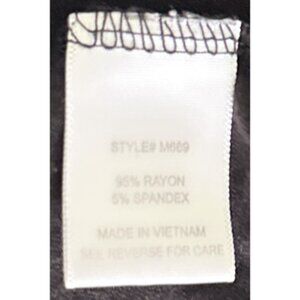 STYLE# M669
95% RAYON
5% SPANDEX
MADE IN VIETNAM
SEE REVERSE FOR CARE